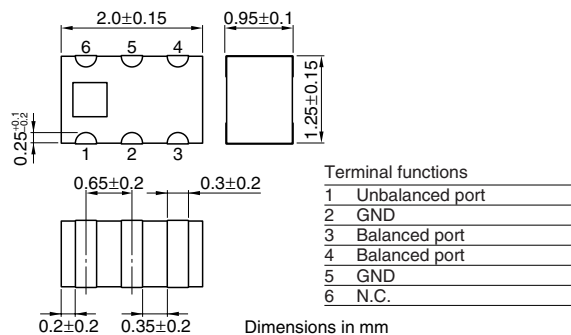 2.0±0.15 0.95±0.1
6 5 4
1.25±0.15
0.25+0.1 -0.2
1 2 3
0.65±0.2 0.3±0.2
0.2±0.2 0.35±0.2
Terminal functions
1 Unbalanced port
2 GND
3 Balanced port
4 Balanced port
5 GND
6 N.C.
Dimensions in mm